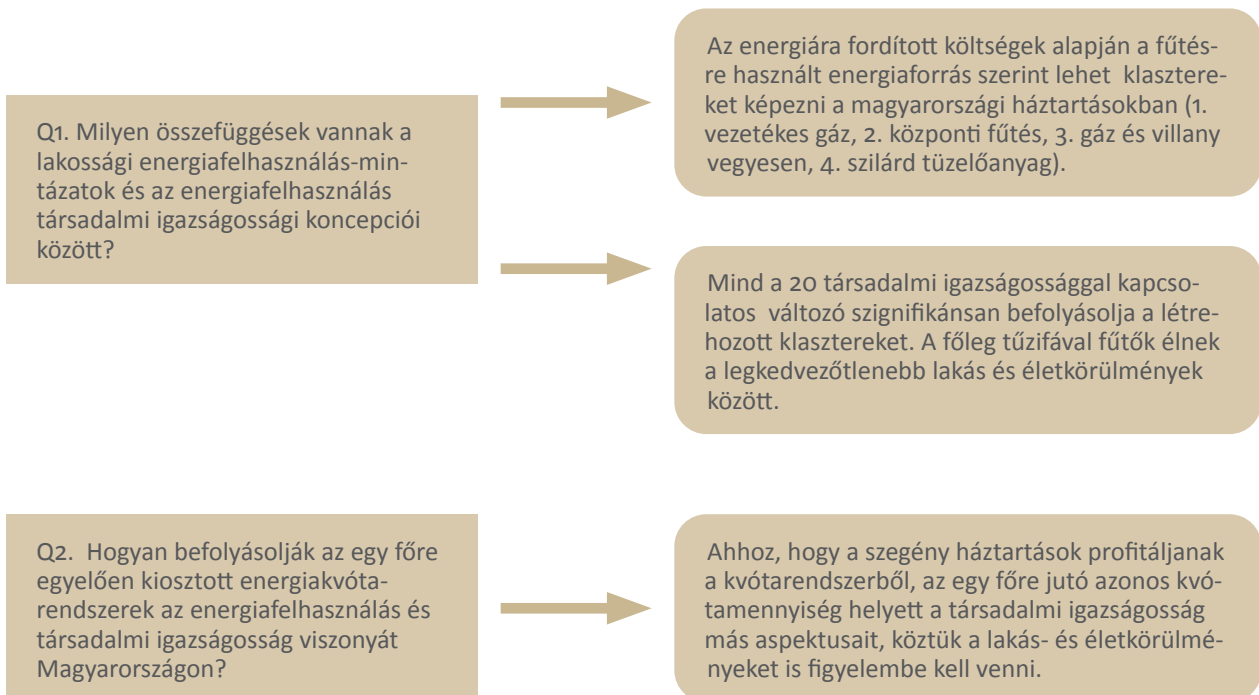 Q1. Milyen összefüggések vannak a
lakossági energiafelhasználás-min-
tázatok és az energiafelhasználás
társadalmi igazságossági koncepciói
között?
Az energiára fordított költségek alapján a fűtés-
re használt energiaforrás szerint lehet klasztere-
ket képezni a magyarországi háztartásokban (1.
vezetékes gáz, 2. központi fűtés, 3. gáz és villany
vegyesen, 4. szilárd tüzelőanyag).
Mind a 20 társadalmi igazságossággal kapcso-
latos változó szignifikánsan befolyásolja a létre-
hozott klasztereket. A főleg tűzifával fűtők élnek
a legkedvezőtlenebb lakás és életkörülmények
között.
Q2. Hogyan befolyásolják az egy főre
egyelően kiosztott energiakvóta-
rendszerek az energiafelhasználás és
társadalmi igazságosság viszonyát
Magyarországon?
Ahhoz, hogy a szegény háztartások profitáljanak
a kvótarendszerből, az egy főre jutó azonos kvó-
tamennyiség helyett a társadalmi igazságosság
más aspektusait, köztük a lakás- és életkörülmé-
nyeket is figyelembe kell venni.